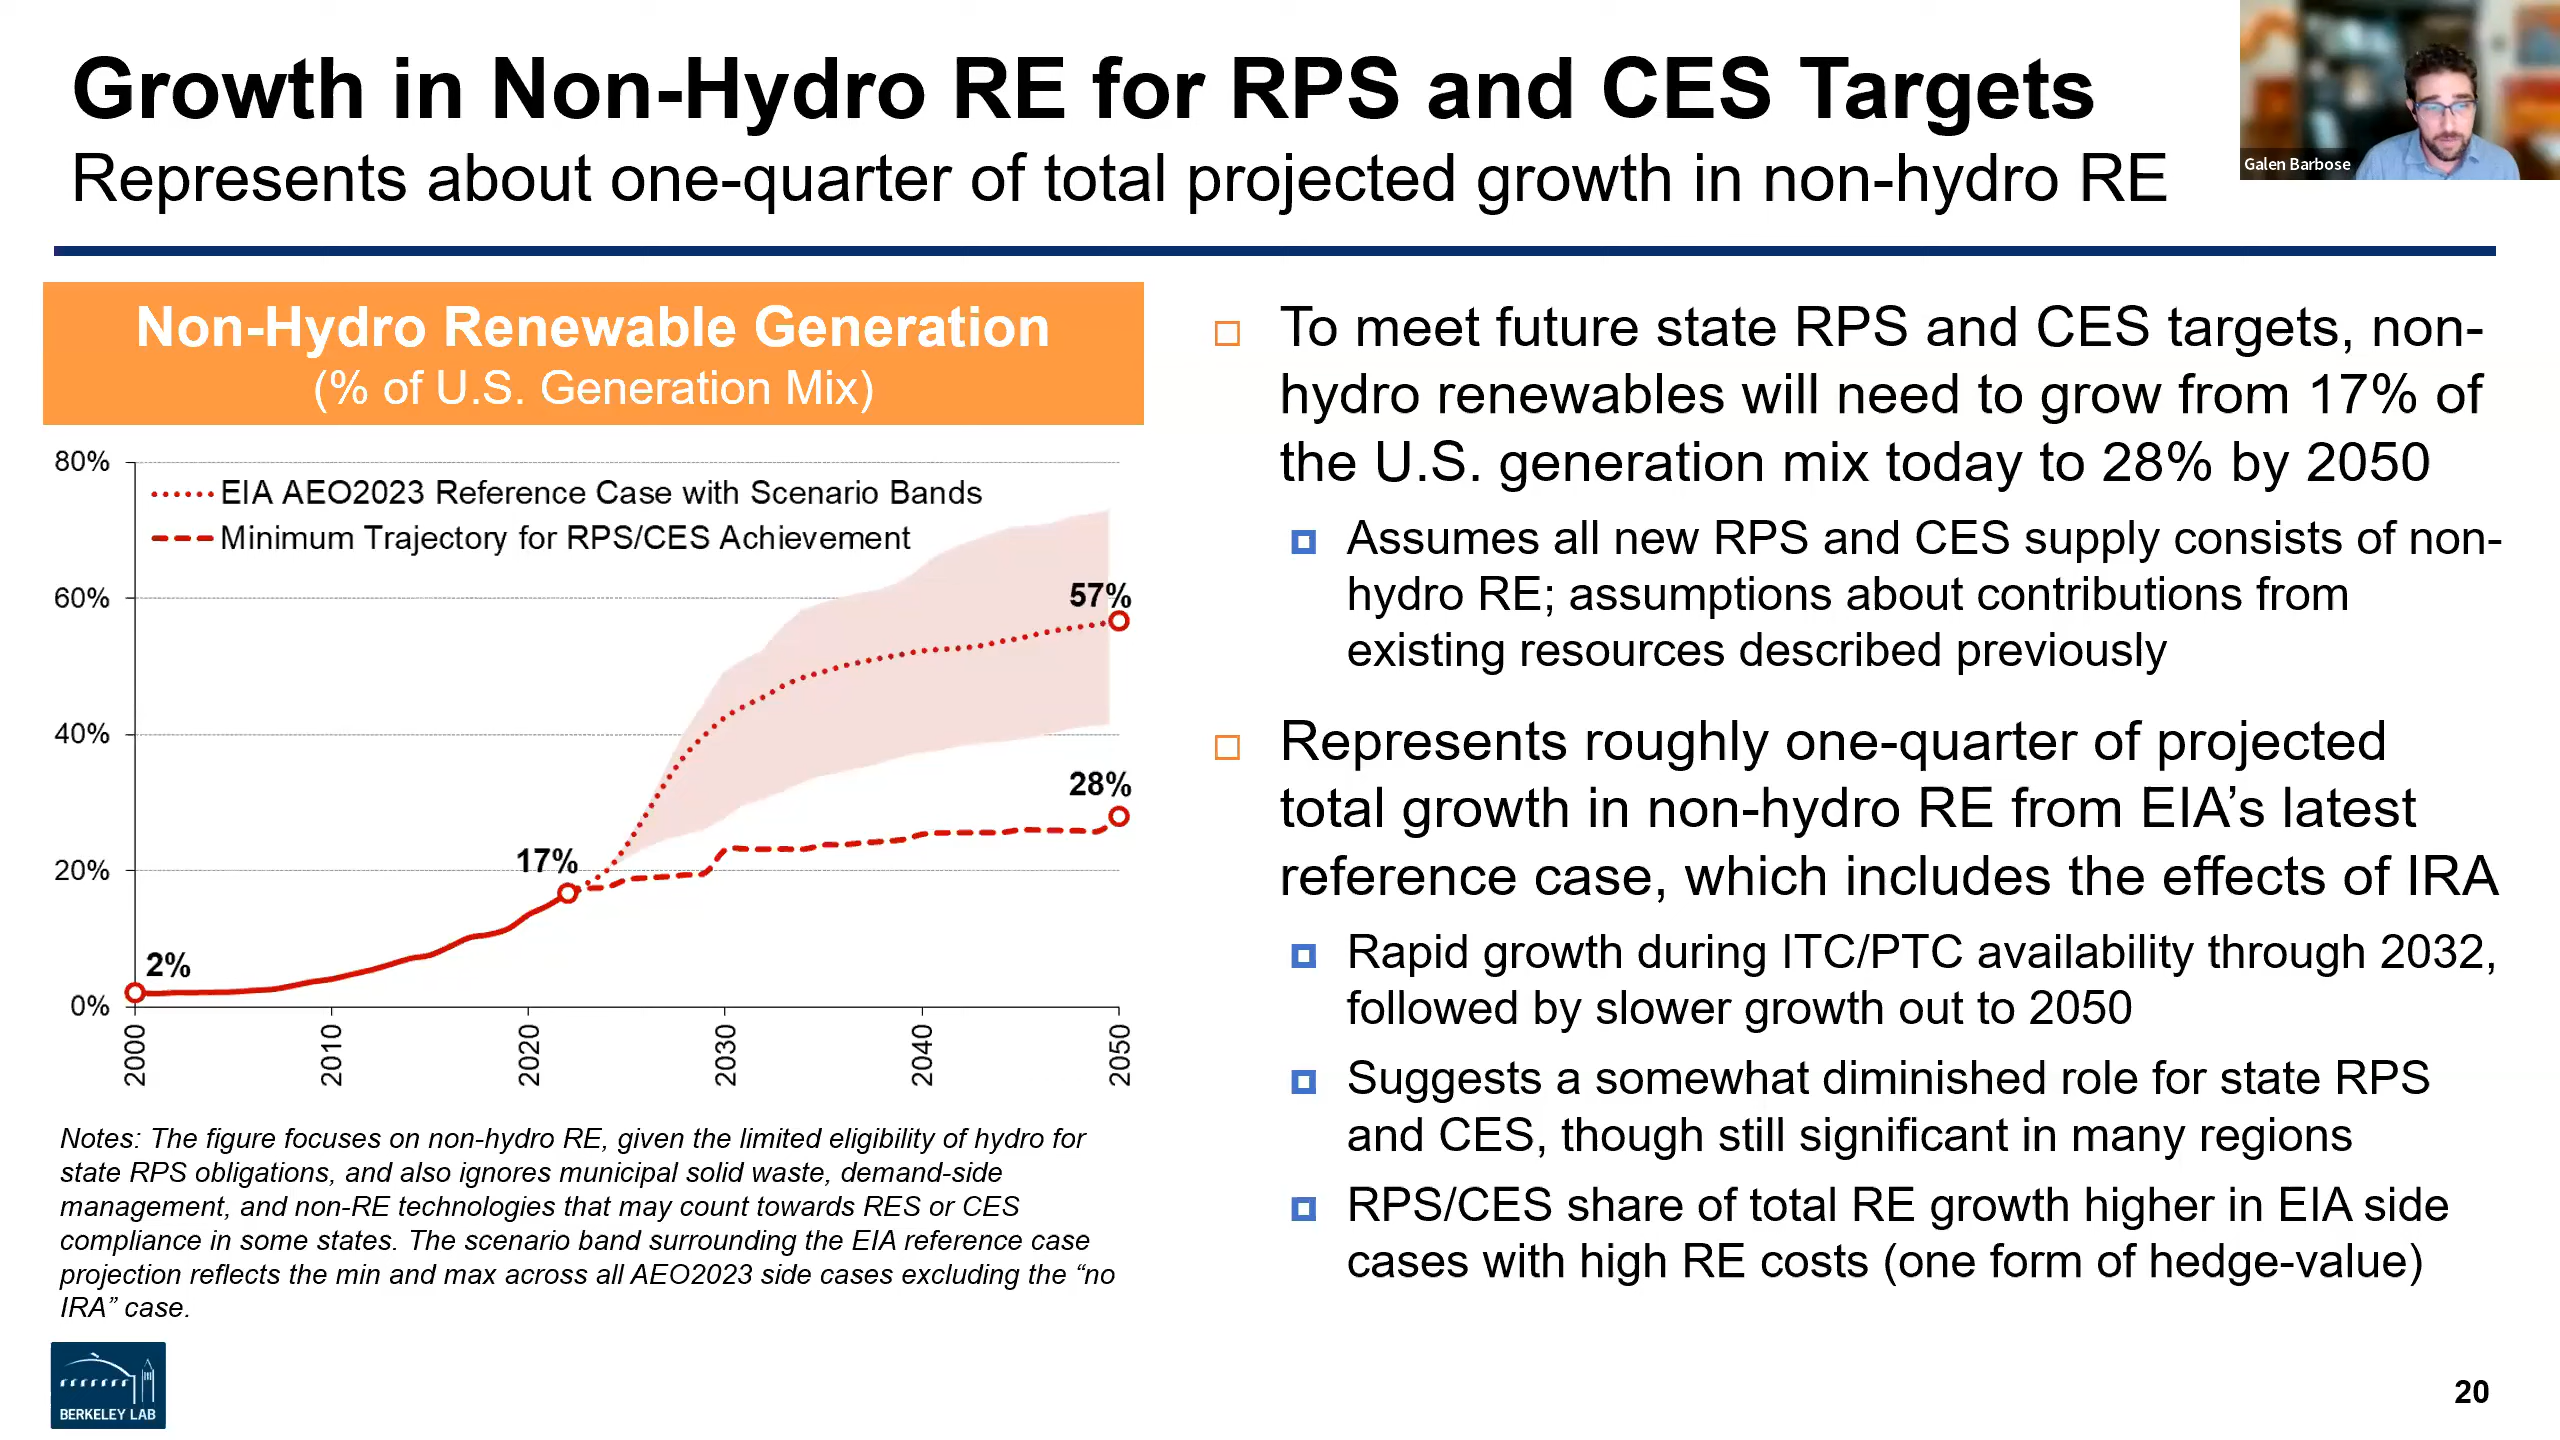 Growth in Non-Hydro RE for RPS and CES Targets
Represents about one-quarter of total projected growth in non-hydro RE
Galen Barbose
Non-Hydro Renewable Generation
(% of U.S. Generation Mix)
80%
60%
40%
20%
0%
EIA AEO2023 Reference Case with Scenario Bands
Minimum Trajectory for RPS/CES Achievement
57%
28%
17%
2%
2000
2010
2020
2030
2040
2050
Notes: The figure focuses on non-hydro RE, given the limited eligibility of hydro for
state RPS obligations, and also ignores municipal solid waste, demand-side
management, and non-RE technologies that may count towards RES or CES
compliance in some states. The scenario band surrounding the EIA reference case
projection reflects the min and max across all AEO2023 side cases excluding the “no
IRA” case.
To meet future state RPS and CES targets, non-
hydro renewables will need to grow from 17% of
the U.S. generation mix today to 28% by 2050
Assumes all new RPS and CES supply consists of non-
hydro RE; assumptions about contributions from
existing resources described previously
Represents roughly one-quarter of projected
total growth in non-hydro RE from EIA’s latest
reference case, which includes the effects of IRA
Rapid growth during ITC/PTC availability through 2032,
followed by slower growth out to 2050
Suggests a somewhat diminished role for state RPS
and CES, though still significant in many regions
RPS/CES share of total RE growth higher in EIA side
cases with high RE costs (one form of hedge-value)
BERKELEY LAB
20